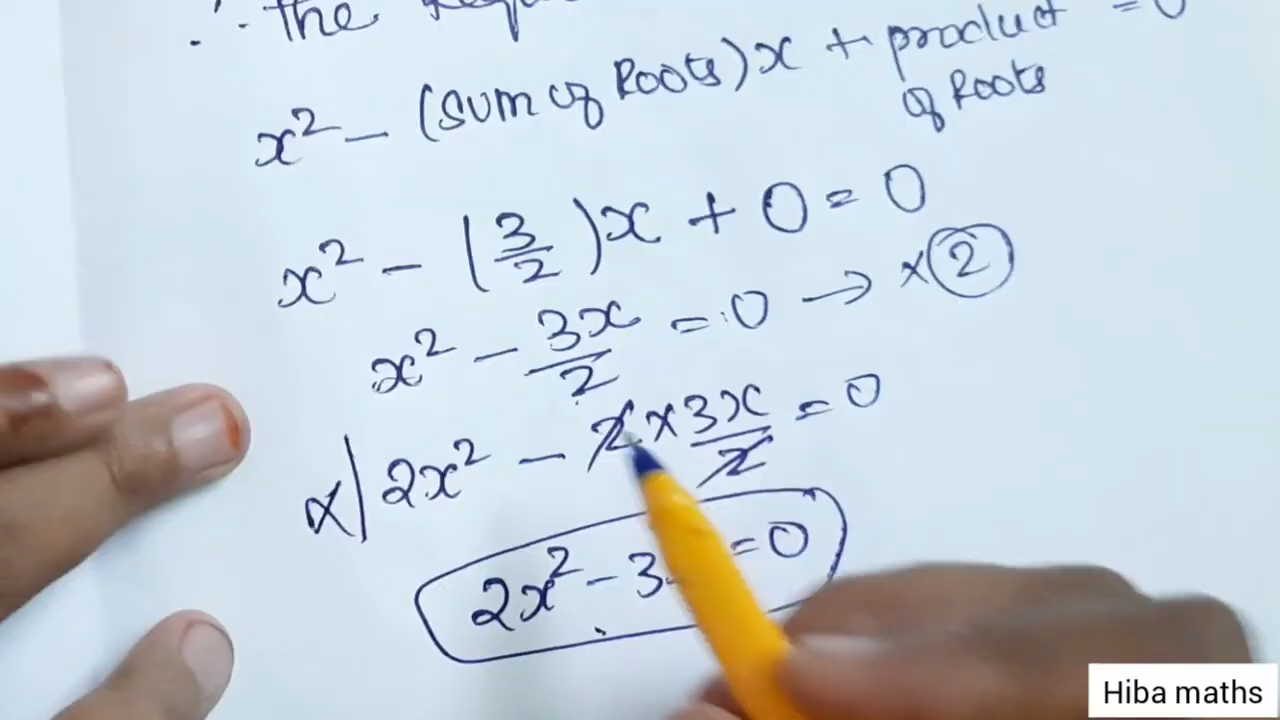 ∴ The
x² - (sum of Roots)x + product = 0
of Roots
x² - (3/2)x + 0 = 0
x² - 3x/2 = 0 → ×2
2x² - 2 × 3x/2 = 0
2x² - 3 = 0
Hiba maths